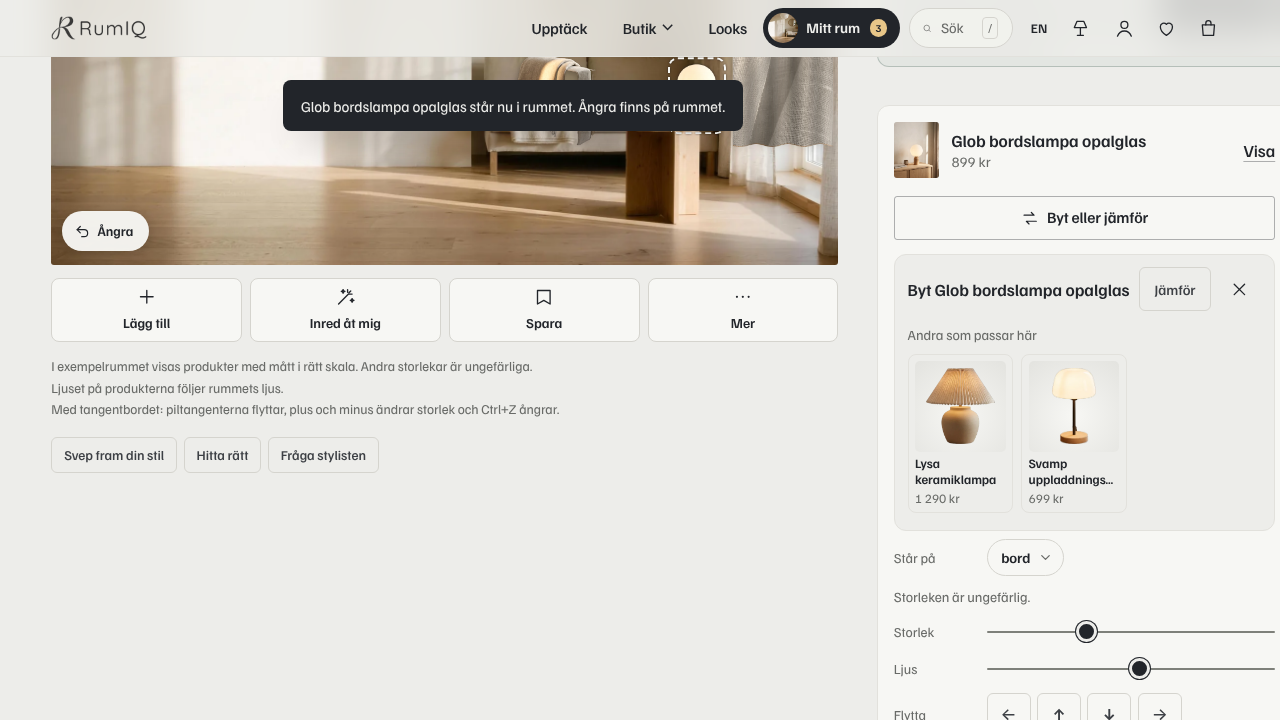 RumIQ
Upptäck
Butik
Looks
Mitt rum
3
Sök
/
EN
Glob bordslampa opalglas står nu i rummet. Ångra finns på rummet.
Ångra
Lägg till
Inred åt mig
Spara
Mer
I exempelrummet visas produkter med mått i rätt skala. Andra storlekar är ungefärliga.
Ljuset på produkterna följer rummets ljus.
Med tangentbordet: piltangenterna flyttar, plus och minus ändrar storlek och Ctrl+Z ångrar.
Svep fram din stil
Hitta rätt
Fråga stylisten
Glob bordslampa opalglas
899 kr
Visa
Byt eller jämför
Byt Glob bordslampa opalglas
Jämför
Andra som passar här
Lysa
keramiklampa
1 290 kr
Svamp
uppladdnings...
699 kr
Står på
bord
Storleken är ungefärlig.
Storlek
Ljus
Flytta